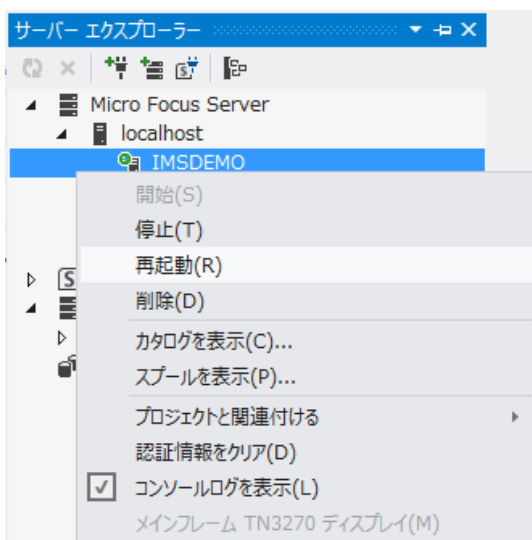 サーバー エクスプローラー
Micro Focus Server
localhost
IMSDEMO
開始(S)
停止(T)
再起動(R)
削除(D)
カタログを表示(C)...
スプールを表示(P)...
プロジェクトと関連付ける
認証情報をクリア(D)
コンソールログを表示(L)
メインフレーム TN3270 ディスプレイ(M)